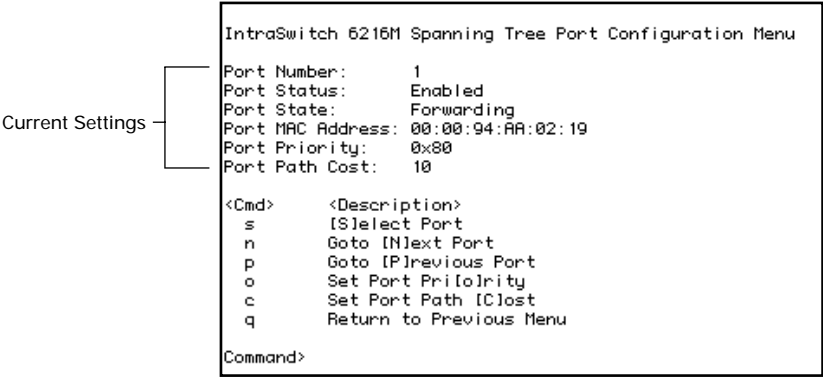 IntraSwitch 6216M Spanning Tree Port Configuration Menu
Current Settings
Port Number: 1
Port Status: Enabled
Port State: Forwarding
Port MAC Address: 00:00:94:AA:02:19
Port Priority: 0x80
Port Path Cost: 10
<Cmd> <Description>
s [S]elect Port
n Goto [N]ext Port
p Goto [P]revious Port
o Set Port Pri[o]rity
c Set Port Path [C]ost
q Return to Previous Menu
Command>